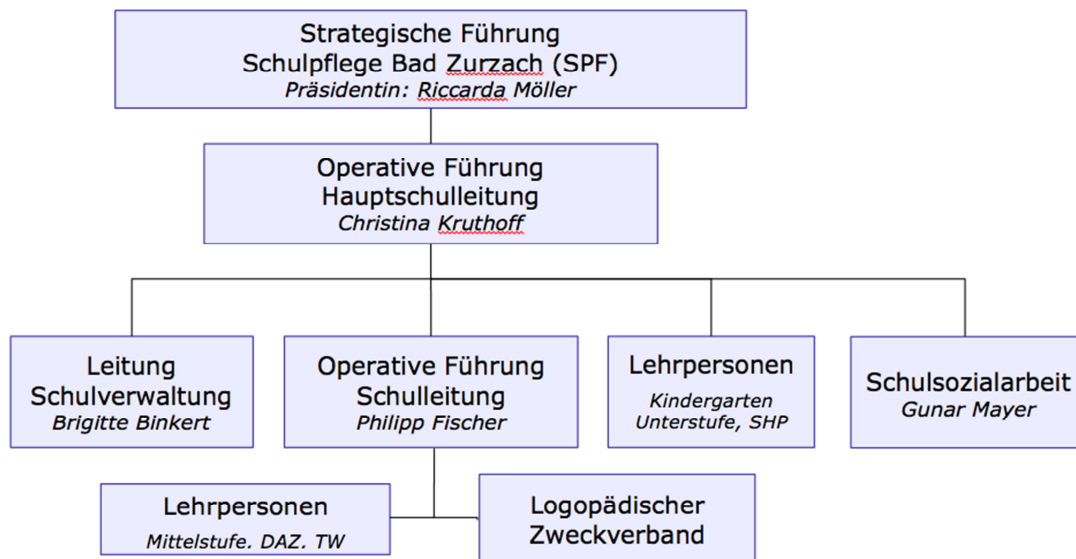 Strategische Führung
Schulpflege Bad Zurzach (SPF)
Präsidentin: Riccarda Möller
Operative Führung
Hauptschulleitung
Christina Kruthoff
Leitung
Schulverwaltung
Brigitte Binkert
Operative Führung
Schulleitung
Philipp Fischer
Lehrpersonen
Kindergarten
Unterstufe, SHP
Schulsozialarbeit
Gunar Mayer
Lehrpersonen
Mittelstufe. DAZ. TW
Logopädischer
Zweckverband